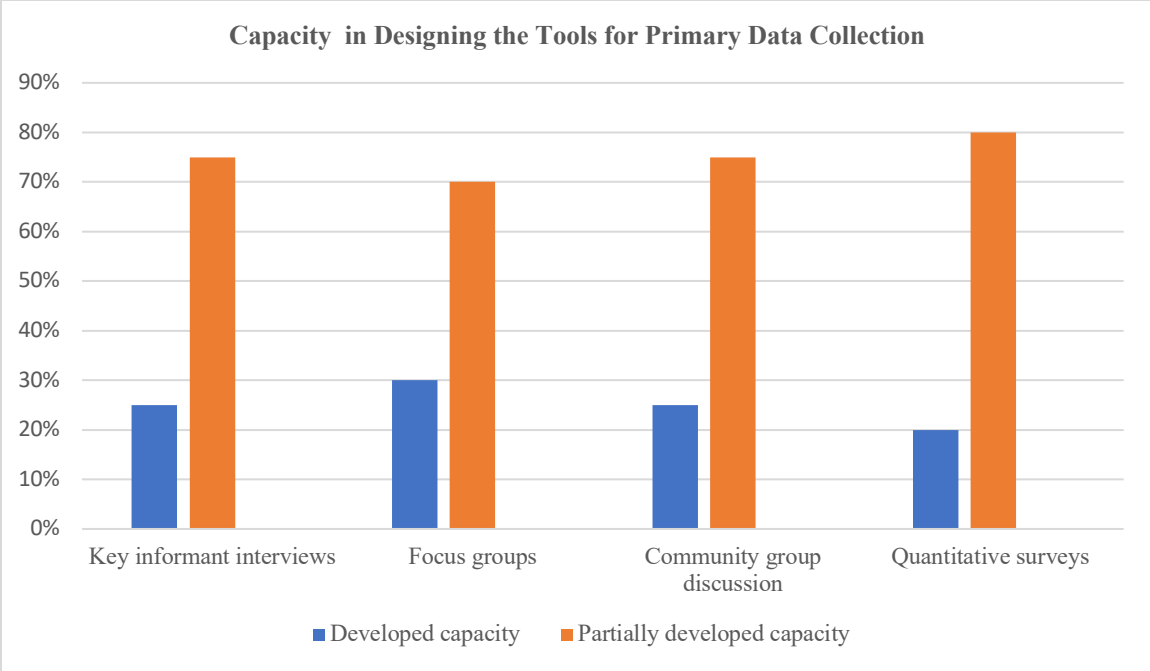 Capacity  in Designing the Tools for Primary Data Collection
90%
80%
70%
60%
50%
40%
30%
20%
10%
0%
Key informant interviews
Focus groups
Community group
discussion
Quantitative surveys
Developed capacity
Partially developed capacity